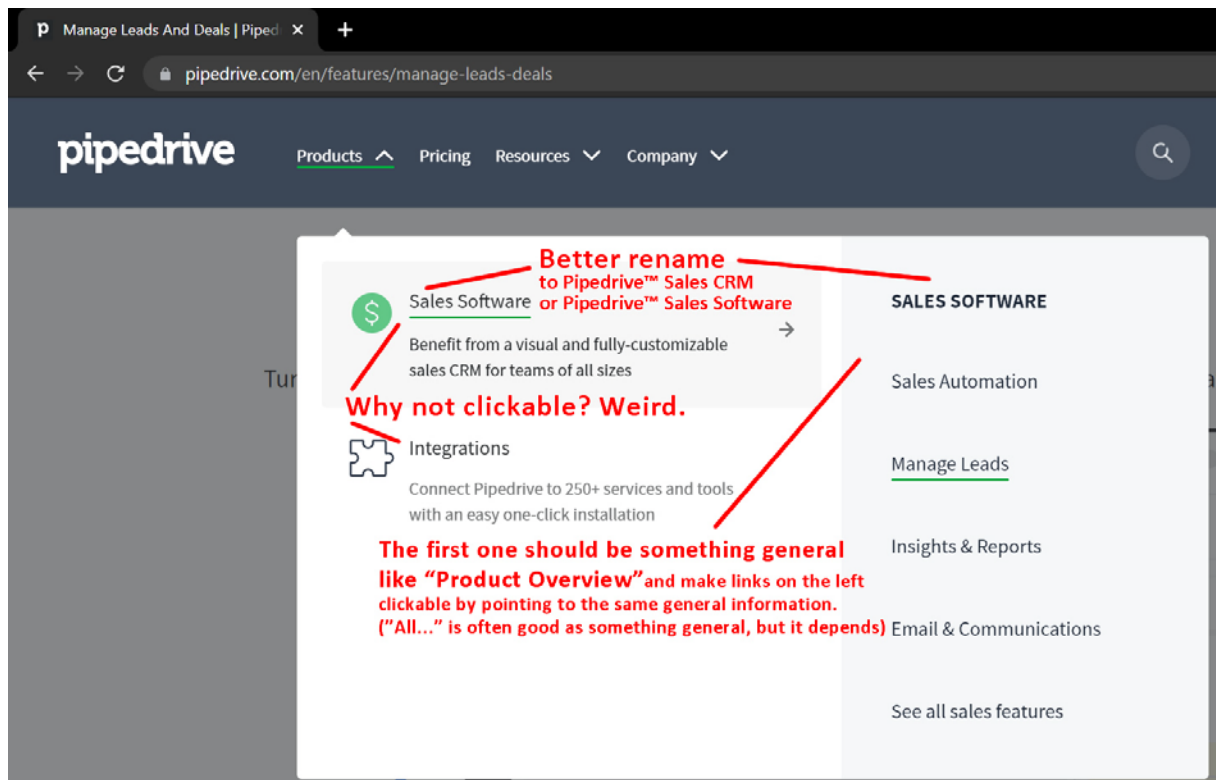 p Manage Leads And Deals | Piped
pipedrive.com/en/features/manage-leads-deals
pipedrive Products Pricing Resources Company
Better rename
to Pipedrive™ Sales CRM
or Pipedrive™ Sales Software
$ Sales Software
Benefit from a visual and fully-customizable
sales CRM for teams of all sizes
Tur
Why not clickable? Weird.
Integrations
Connect Pipedrive to 250+ services and tools
with an easy one-click installation
The first one should be something general
like “Product Overview” and make links on the left
clickable by pointing to the same general information.
(”All...” is often good as something general, but it depends)
SALES SOFTWARE
Sales Automation
Manage Leads
Insights & Reports
Email & Communications
See all sales features